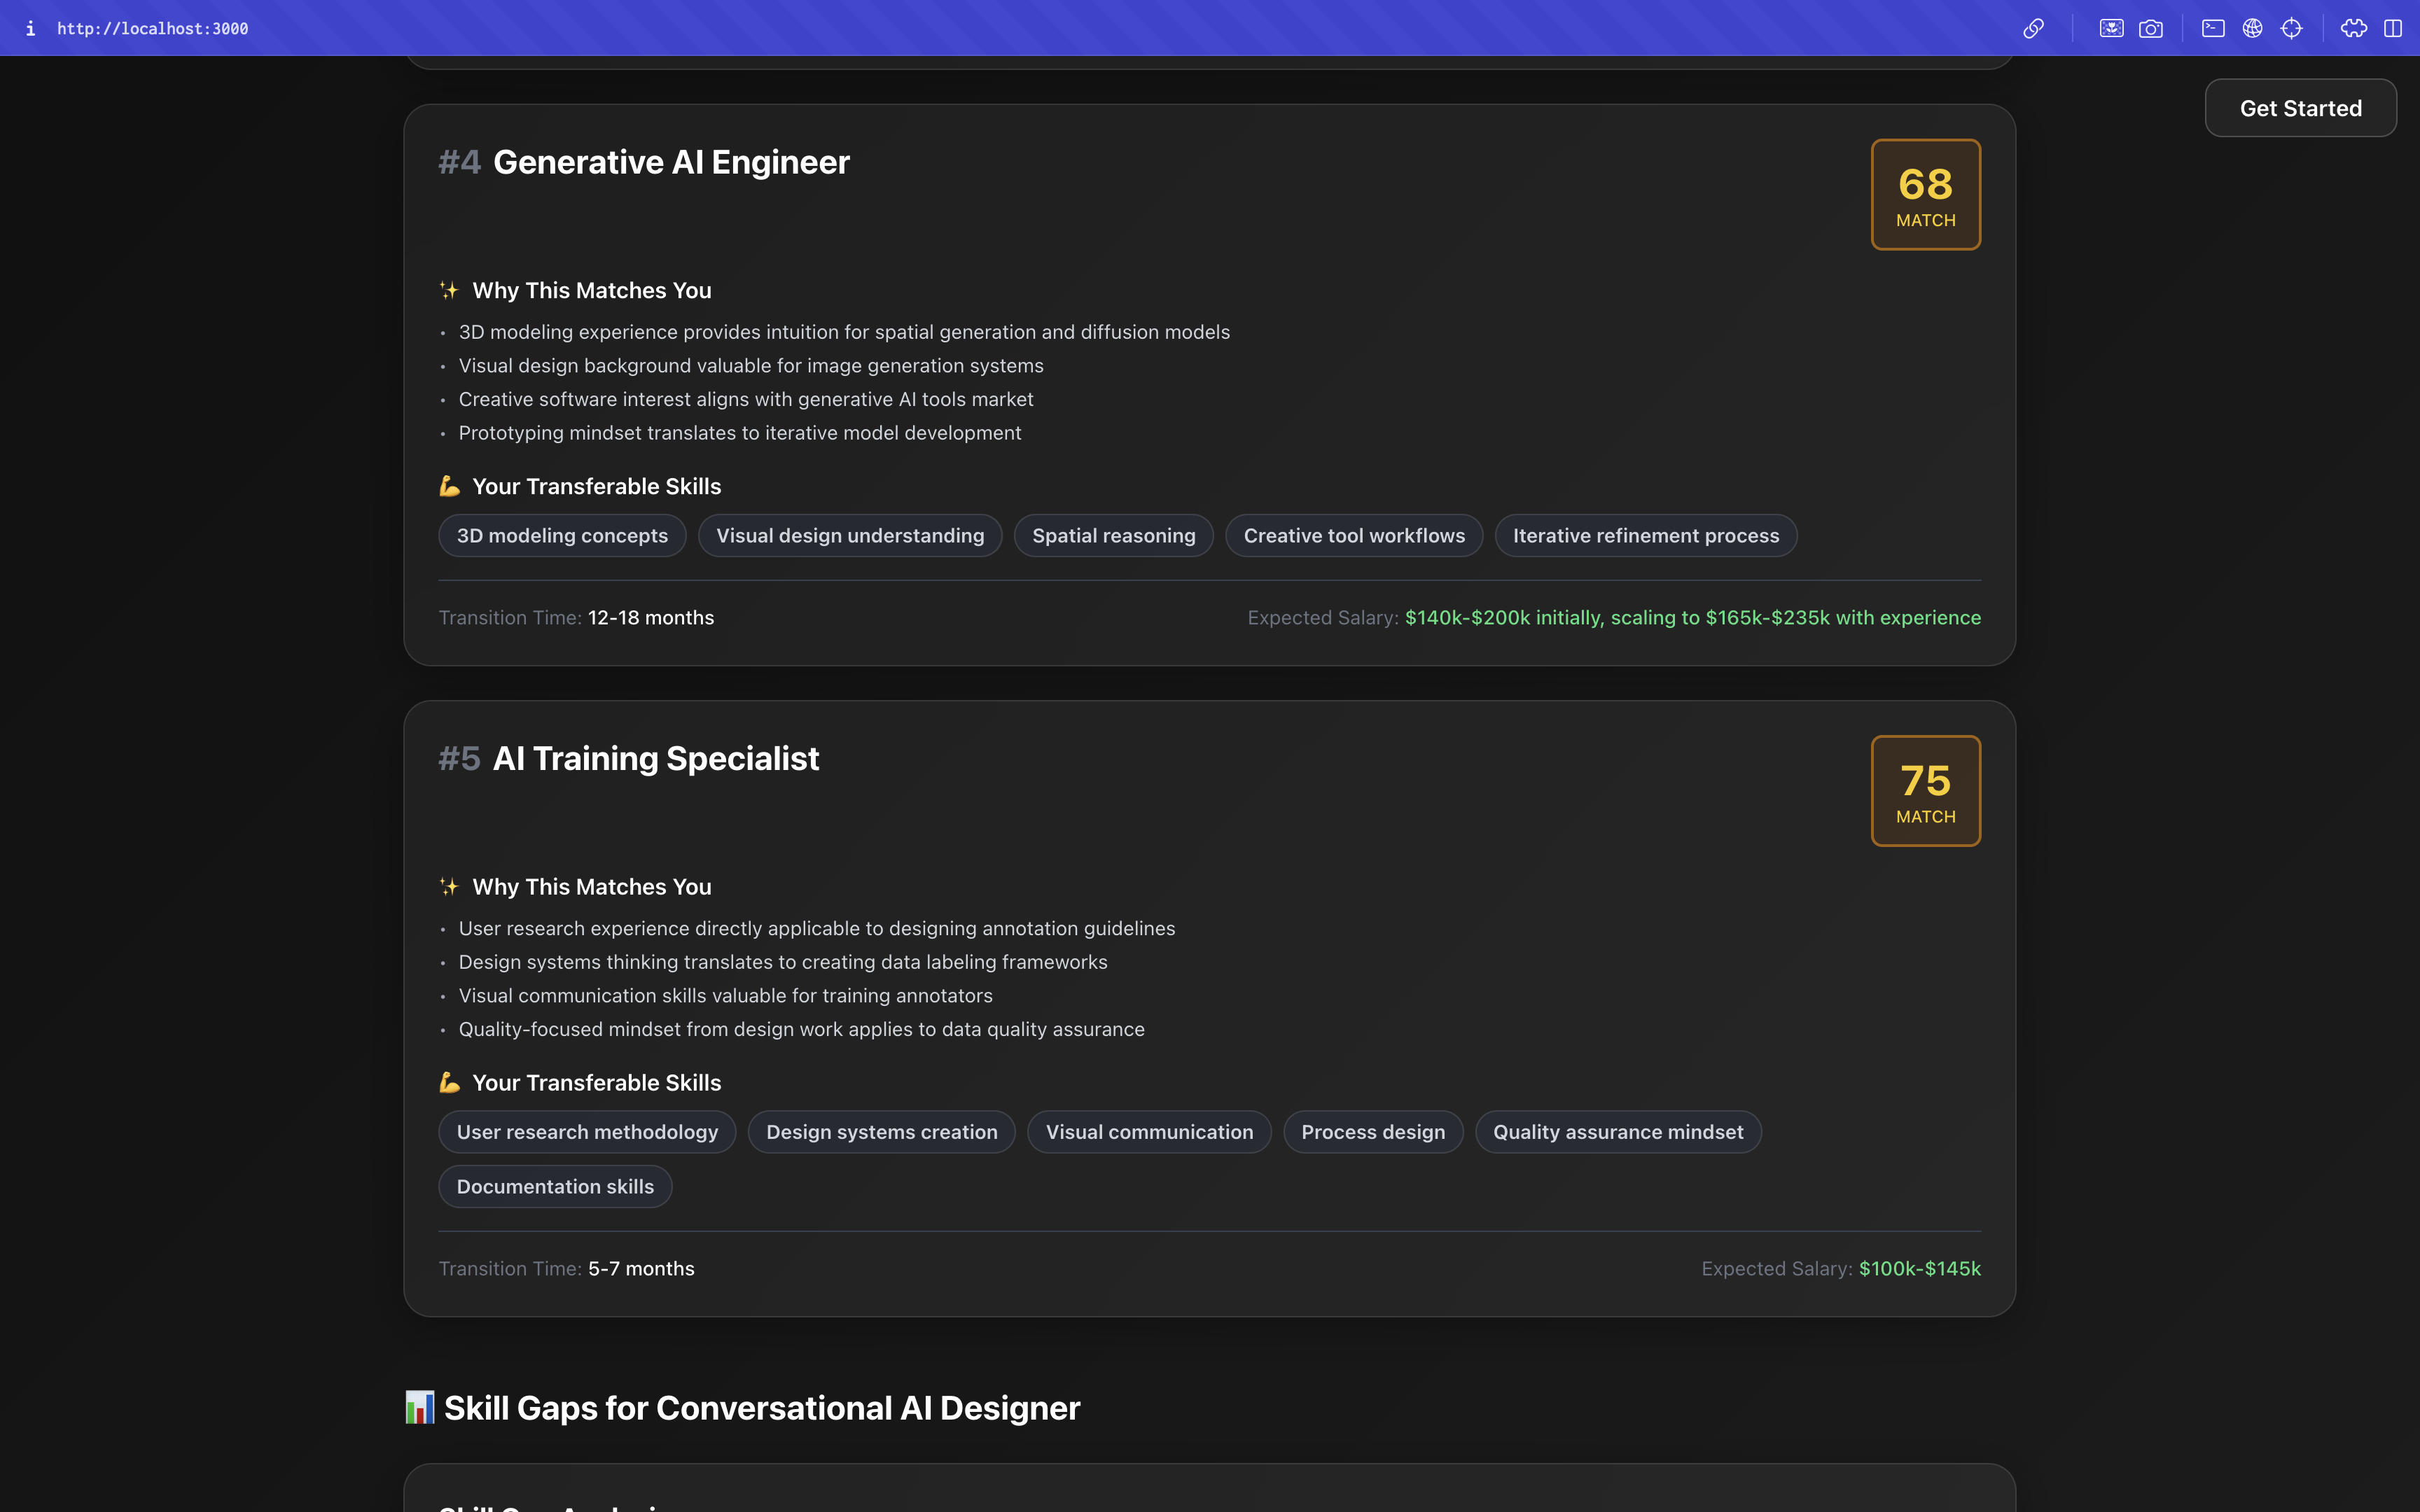 i http://localhost:3000
Get Started
#4 Generative AI Engineer
68
MATCH
✨ Why This Matches You
• 3D modeling experience provides intuition for spatial generation and diffusion models
• Visual design background valuable for image generation systems
• Creative software interest aligns with generative AI tools market
• Prototyping mindset translates to iterative model development
💪 Your Transferable Skills
3D modeling concepts Visual design understanding Spatial reasoning Creative tool workflows Iterative refinement process
Transition Time: 12-18 months Expected Salary: $140k-$200k initially, scaling to $165k-$235k with experience
#5 AI Training Specialist
75
MATCH
✨ Why This Matches You
• User research experience directly applicable to designing annotation guidelines
• Design systems thinking translates to creating data labeling frameworks
• Visual communication skills valuable for training annotators
• Quality-focused mindset from design work applies to data quality assurance
💪 Your Transferable Skills
User research methodology Design systems creation Visual communication Process design Quality assurance mindset
Documentation skills
Transition Time: 5-7 months Expected Salary: $100k-$145k
📊 Skill Gaps for Conversational AI Designer